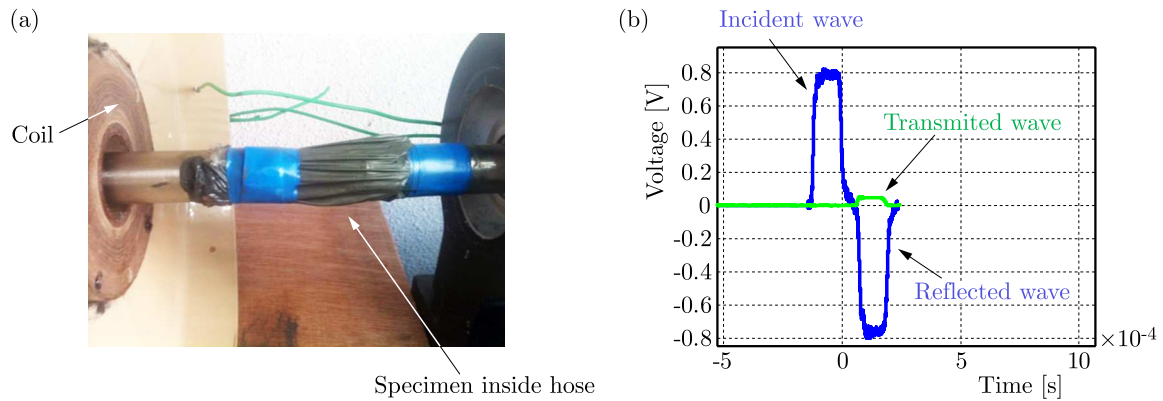 (a)
Coil
Specimen inside hose
(b)
Incident wave
Transmited wave
Reflected wave
Voltage [V]
0.8
0.6
0.4
0.2
0
-0.2
-0.4
-0.6
-0.8
-5 0 5 10 ×10⁻⁴
Time [s]